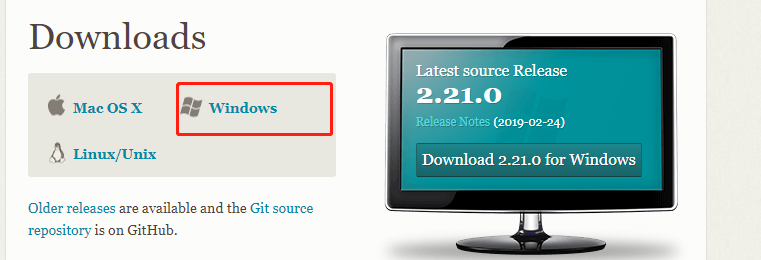 Downloads
Mac OS X
Windows
Linux/Unix
Older releases are available and the Git source
repository is on GitHub.
Latest source Release
2.21.0
Release Notes (2019-02-24)
Download 2.21.0 for Windows